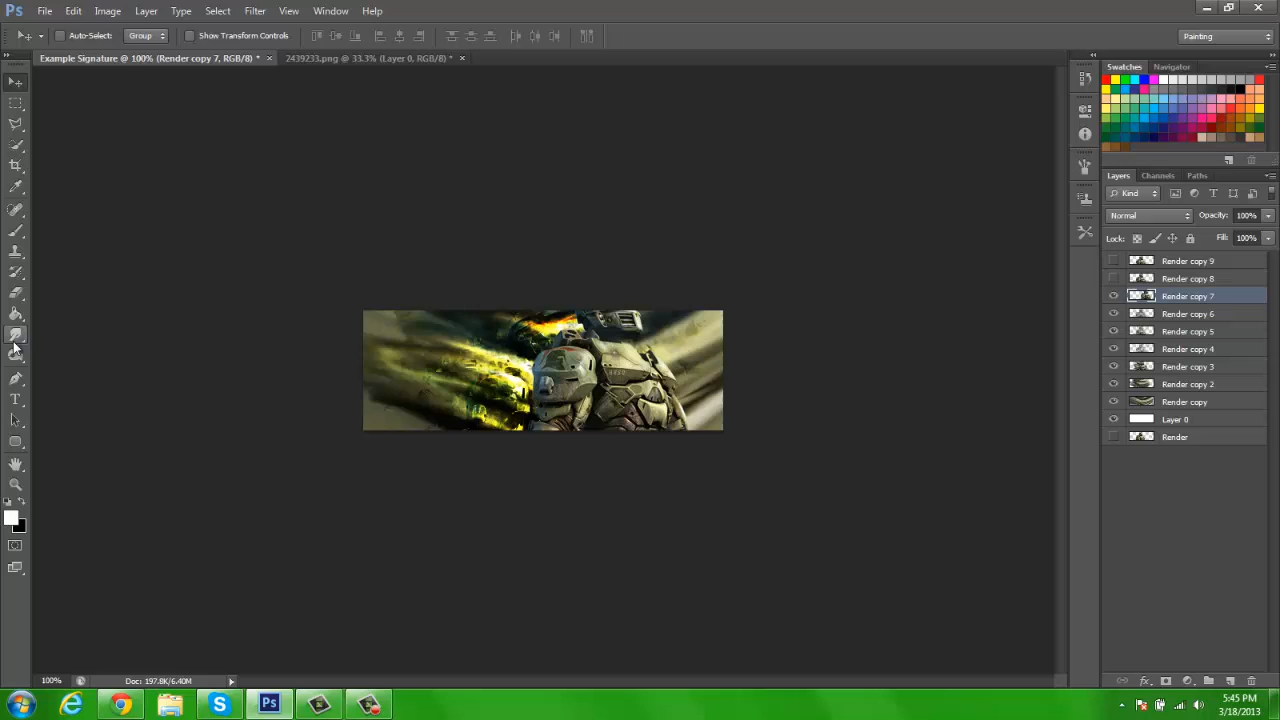 Ps File Edit Image Layer Type Select Filter View Window Help
Auto-Select: Group Show Transform Controls Painting
Example Signature @ 100% (Render copy 7, RGB/8) * × 2439233.png @ 33.3% (Layer 0, RGB/8) * ×
Swatches Navigator
Layers Channels Paths
Kind
Normal Opacity: 100%
Lock: Fill: 100%
Render copy 9
Render copy 8
Render copy 7
Render copy 6
Render copy 5
Render copy 4
Render copy 3
Render copy 2
Render copy
Layer 0
Render
100% Doc: 197.8K/6.40M
Ps
5:45 PM
3/18/2013